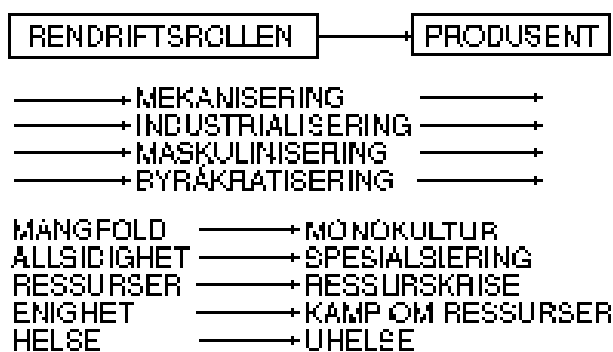 RENDRIFTSROLLEN PRODUSENT
MEKANISERING
INDUSTRIALISERING
MASKULINISERING
BYRÅKRATISERING
MANGFOLD MONOKULTUR
ALLSIDIGHET SPESIALSIERING
RESSURSER RESSURSKRISE
ENIGHET KAMP OM RESSURSER
HELSE UHELSE